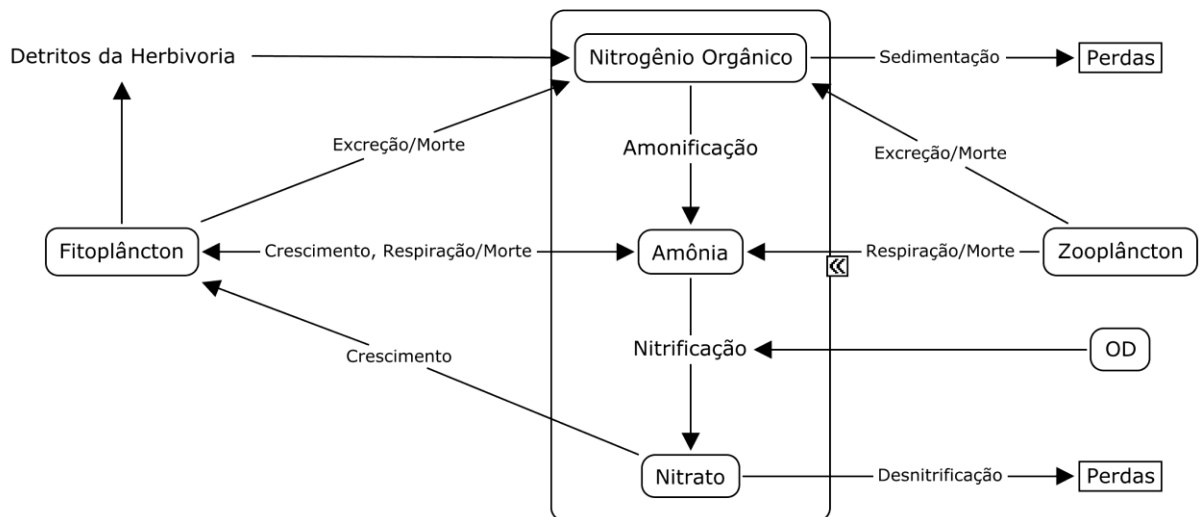 Detritos da Herbivoria
Nitrogênio Orgânico
Sedimentação
Perdas
Excreção/Morte
Amonificação
Excreção/Morte
Fitoplâncton
Crescimento, Respiração/Morte
Amônia
Respiração/Morte
Zooplâncton
Crescimento
Nitrificação
OD
Nitrato
Desnitrificação
Perdas